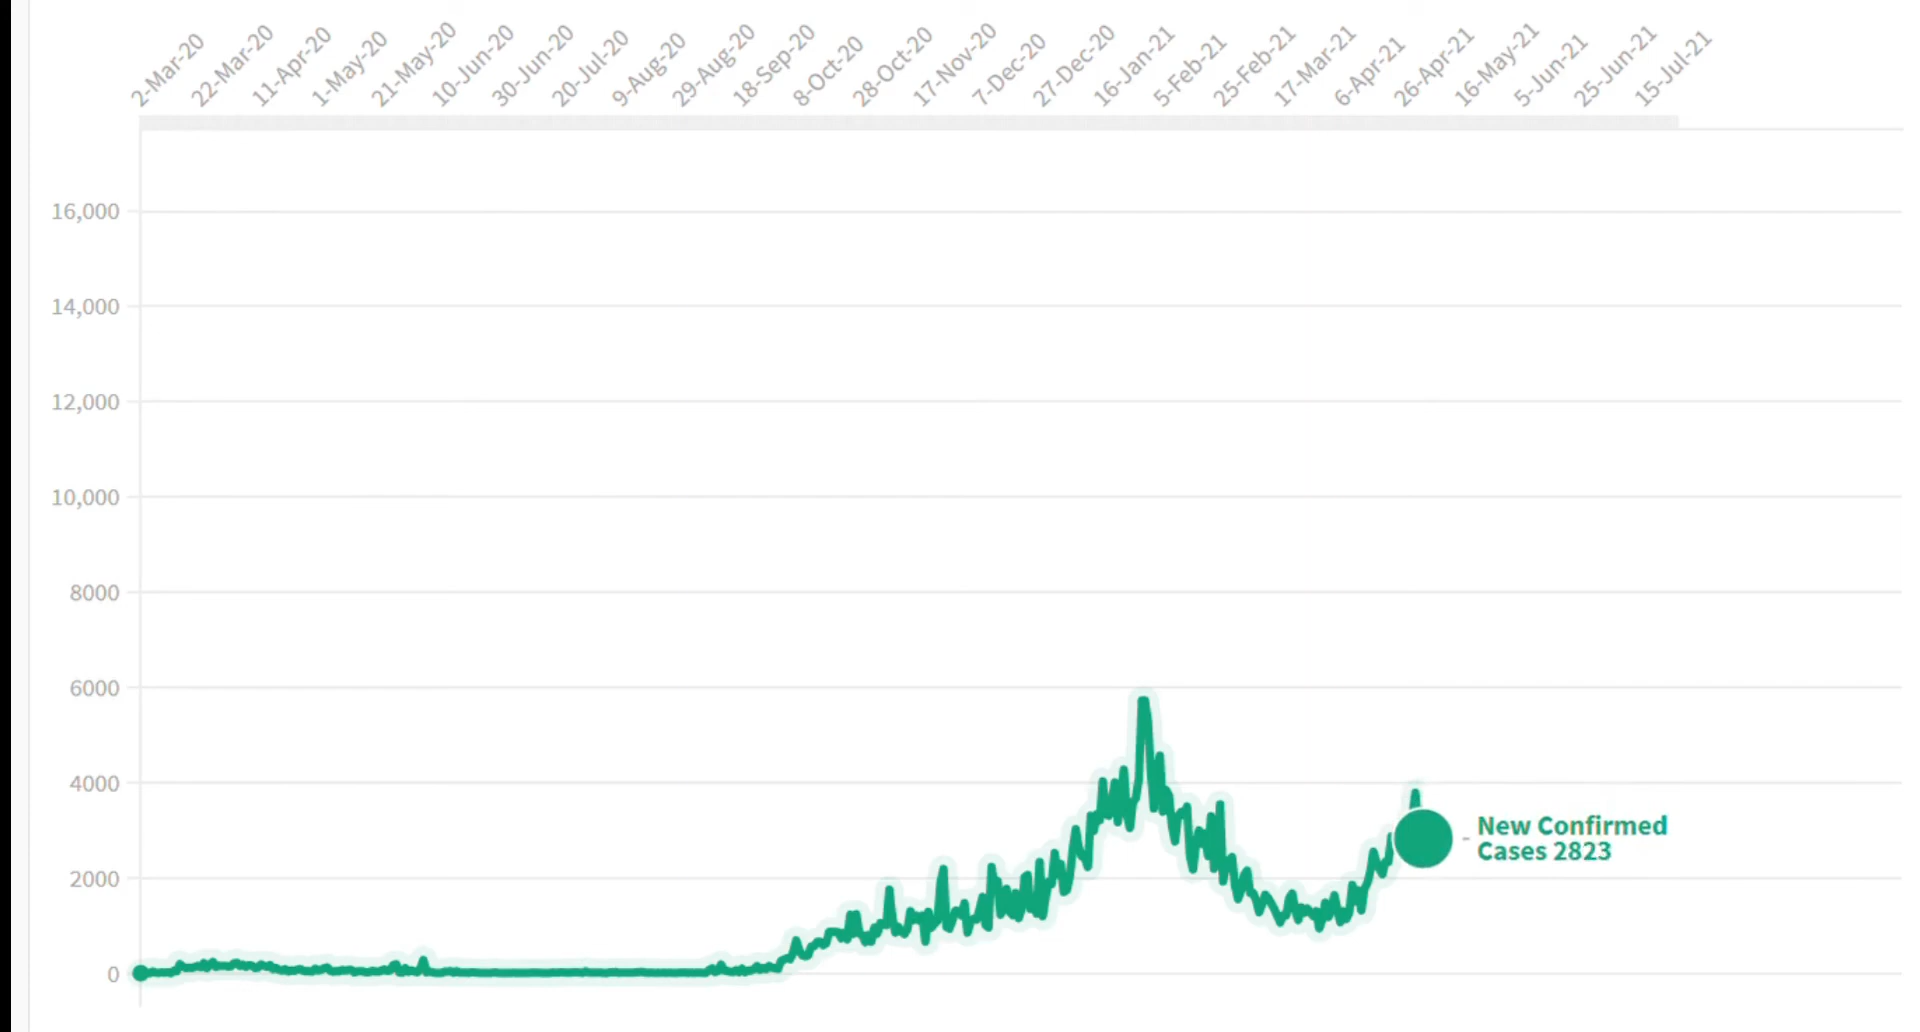 2-Mar-20
22-Mar-20
11-Apr-20
1-May-20
21-May-20
10-Jun-20
30-Jun-20
20-Jul-20
9-Aug-20
29-Aug-20
18-Sep-20
8-Oct-20
28-Oct-20
17-Nov-20
7-Dec-20
27-Dec-20
16-Jan-21
5-Feb-21
25-Feb-21
17-Mar-21
6-Apr-21
26-Apr-21
16-May-21
5-Jun-21
25-Jun-21
15-Jul-21
16,000
14,000
12,000
10,000
8000
6000
4000
2000
0
New Confirmed
Cases 2823